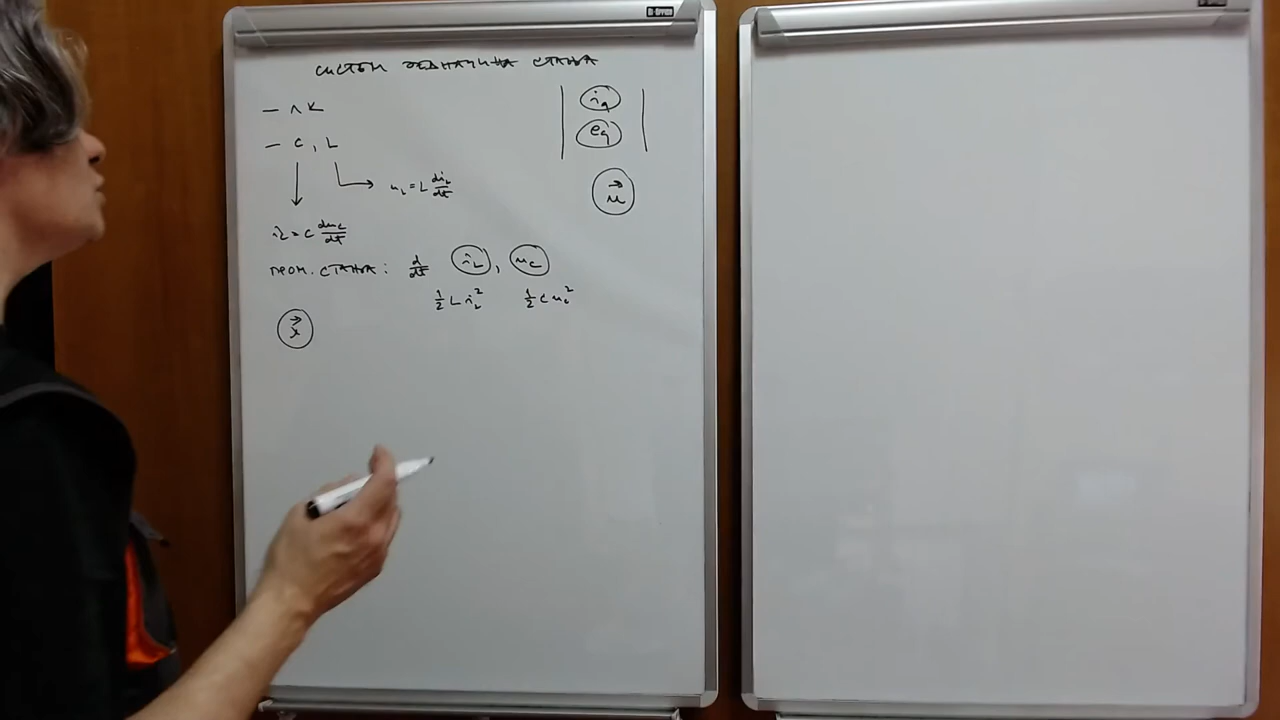 СИСТЕМ ЈЕДНАЧИНА СТАЊА
– ЛК
– C, L
u_L = L di_L/dt
i_C = C du_C/dt
ПРОМ. СТАЊА: d/dt i_L, u_C
½ L i_L² ½ C u_C²
x⃗
i_g
e_g
u⃗